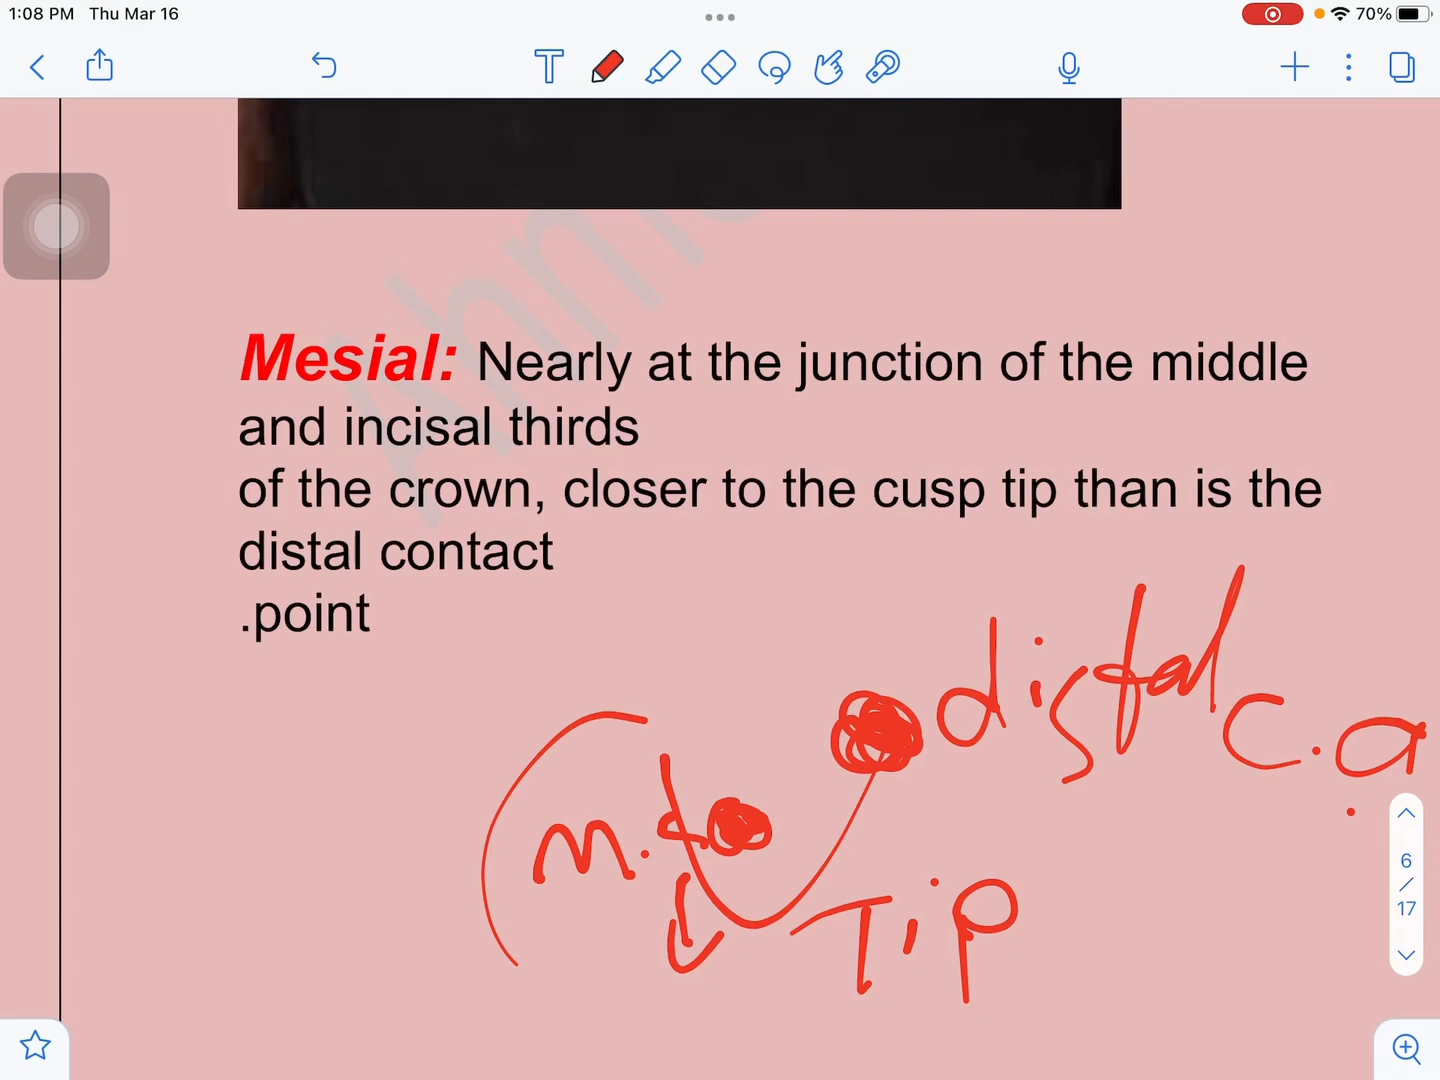 1:08 PM Thu Mar 16
70%
T
Mesial: Nearly at the junction of the middle
and incisal thirds
of the crown, closer to the cusp tip than is the
distal contact
.point
distal
c.a
Tip
6
/
17